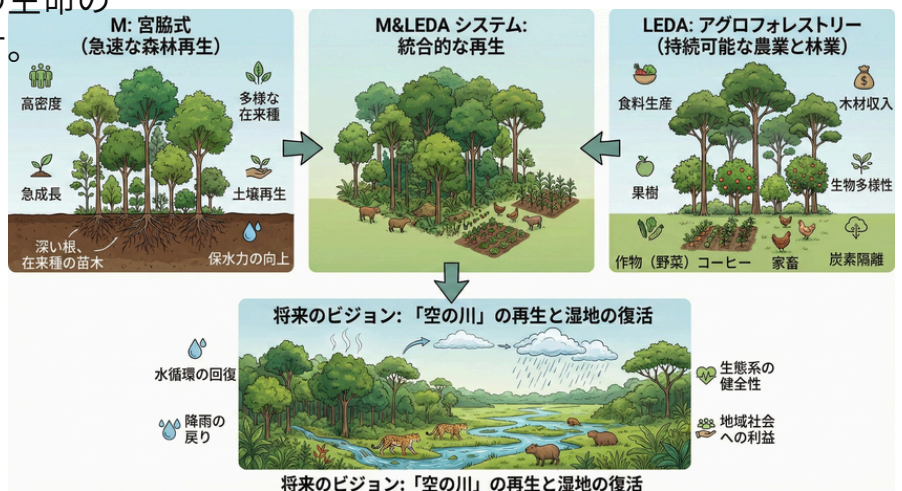 生命の
。
M: 宮脇式
（急速な森林再生）
高密度
多様な
在来種
急成長
土壌再生
深い根、
在来種の苗木
保水力の向上
M&LEDA システム:
統合的な再生
LEDA: アグロフォレストリー
（持続可能な農業と林業）
食料生産
木材収入
果樹
生物多様性
作物（野菜）コーヒー
家畜
炭素隔離
将来のビジョン:「空の川」の再生と湿地の復活
水循環の回復
降雨の
戻り
生態系の
健全性
地域社会
への利益
将来のビジョン:「空の川」の再生と湿地の復活